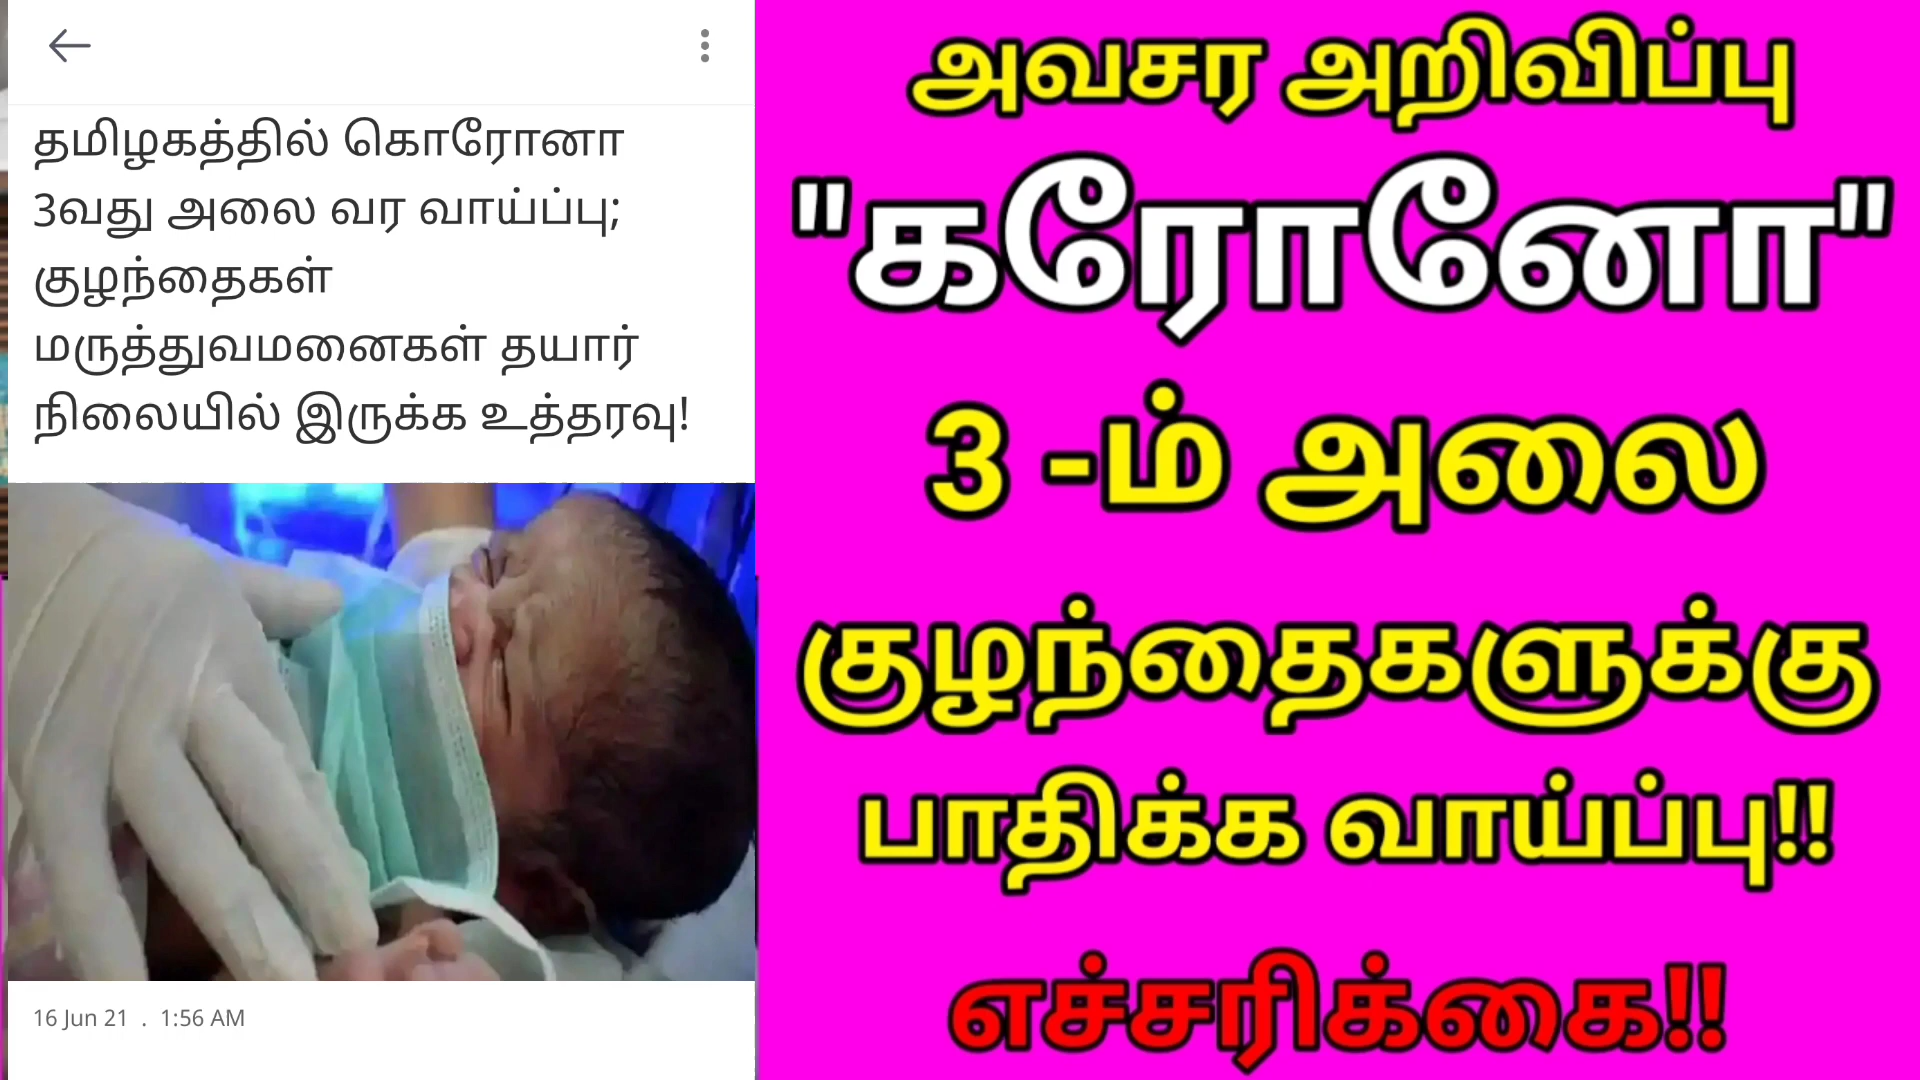 தமிழகத்தில் கொரோனா
3வது அலை வர வாய்ப்பு;
குழந்தைகள்
மருத்துவமனைகள் தயார்
நிலையில் இருக்க உத்தரவு!
16 Jun 21 . 1:56 AM
அவசர அறிவிப்பு
"கரோனோ"
3 -ம் அலை
குழந்தைகளுக்கு
பாதிக்க வாய்ப்பு!!
எச்சரிக்கை!!